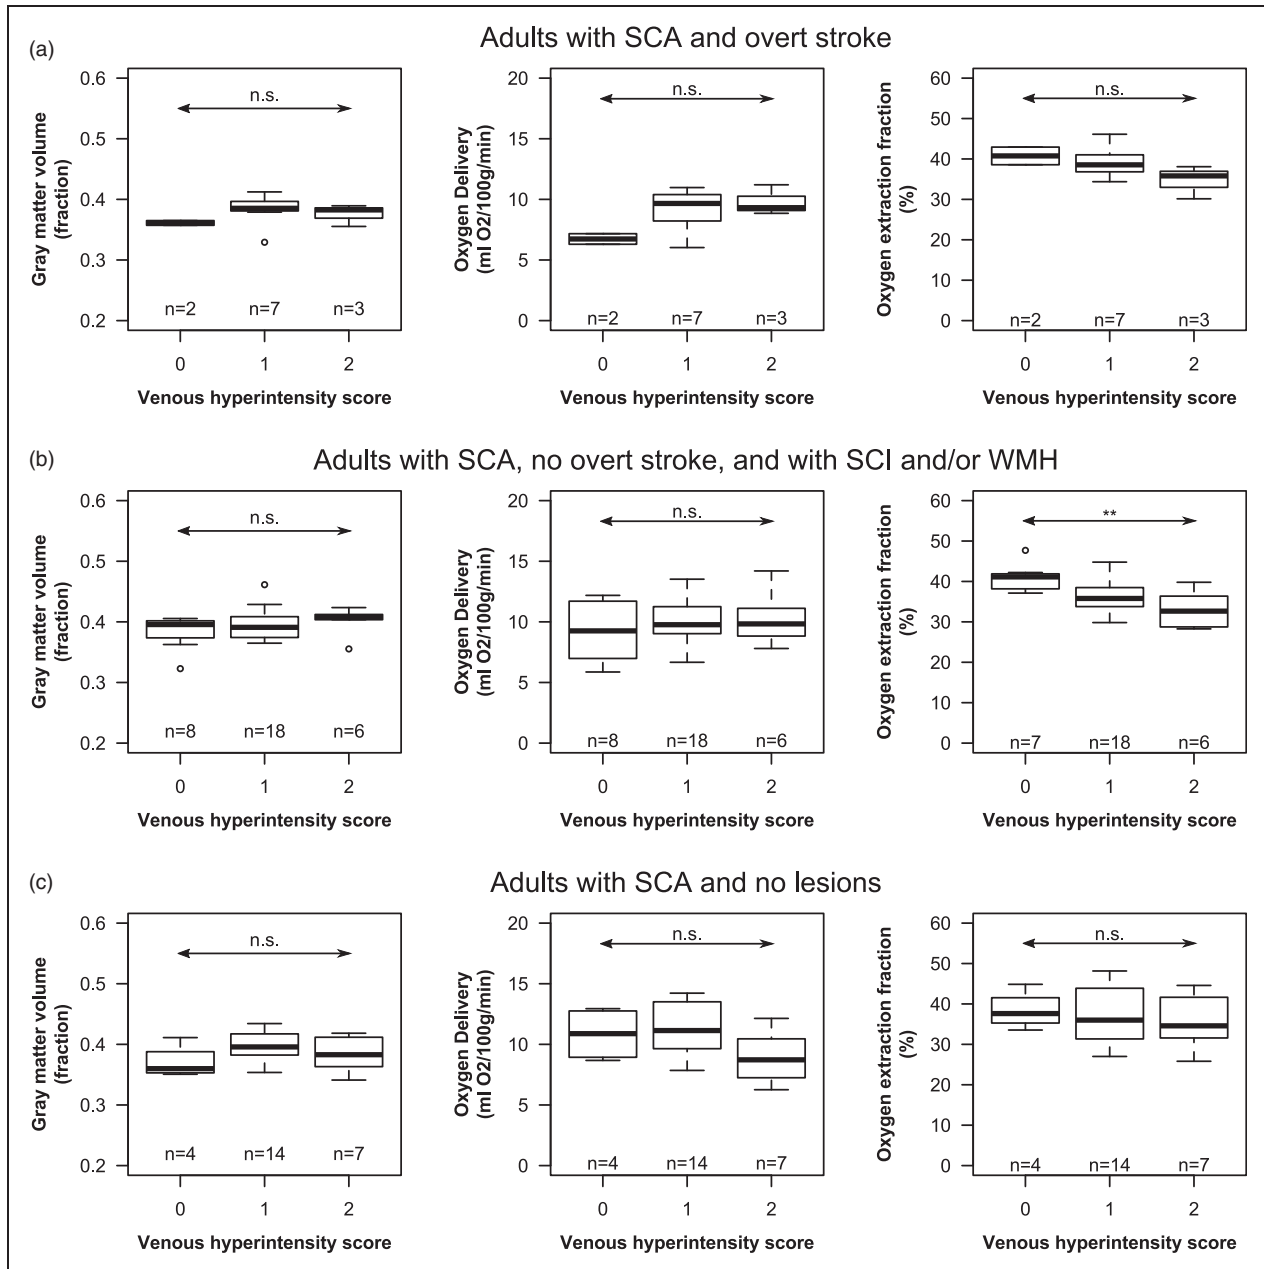 (a)
Adults with SCA and overt stroke
Gray matter volume
(fraction)
0.6
0.5
0.4
0.3
0.2
n.s.
n=2 n=7 n=3
0 1 2
Venous hyperintensity score
Oxygen Delivery
(ml O2/100g/min)
20
15
10
5
0
n.s.
n=2 n=7 n=3
0 1 2
Venous hyperintensity score
Oxygen extraction fraction
(%)
60
50
40
30
20
10
0
n.s.
n=2 n=7 n=3
0 1 2
Venous hyperintensity score
(b)
Adults with SCA, no overt stroke, and with SCI and/or WMH
Gray matter volume
(fraction)
0.6
0.5
0.4
0.3
0.2
n.s.
n=8 n=18 n=6
0 1 2
Venous hyperintensity score
Oxygen Delivery
(ml O2/100g/min)
20
15
10
5
0
n.s.
n=8 n=18 n=6
0 1 2
Venous hyperintensity score
Oxygen extraction fraction
(%)
60
50
40
30
20
10
0
**
n=7 n=18 n=6
0 1 2
Venous hyperintensity score
(c)
Adults with SCA and no lesions
Gray matter volume
(fraction)
0.6
0.5
0.4
0.3
0.2
n.s.
n=4 n=14 n=7
0 1 2
Venous hyperintensity score
Oxygen Delivery
(ml O2/100g/min)
20
15
10
5
0
n.s.
n=4 n=14 n=7
0 1 2
Venous hyperintensity score
Oxygen extraction fraction
(%)
60
50
40
30
20
10
0
n.s.
n=4 n=14 n=7
0 1 2
Venous hyperintensity score